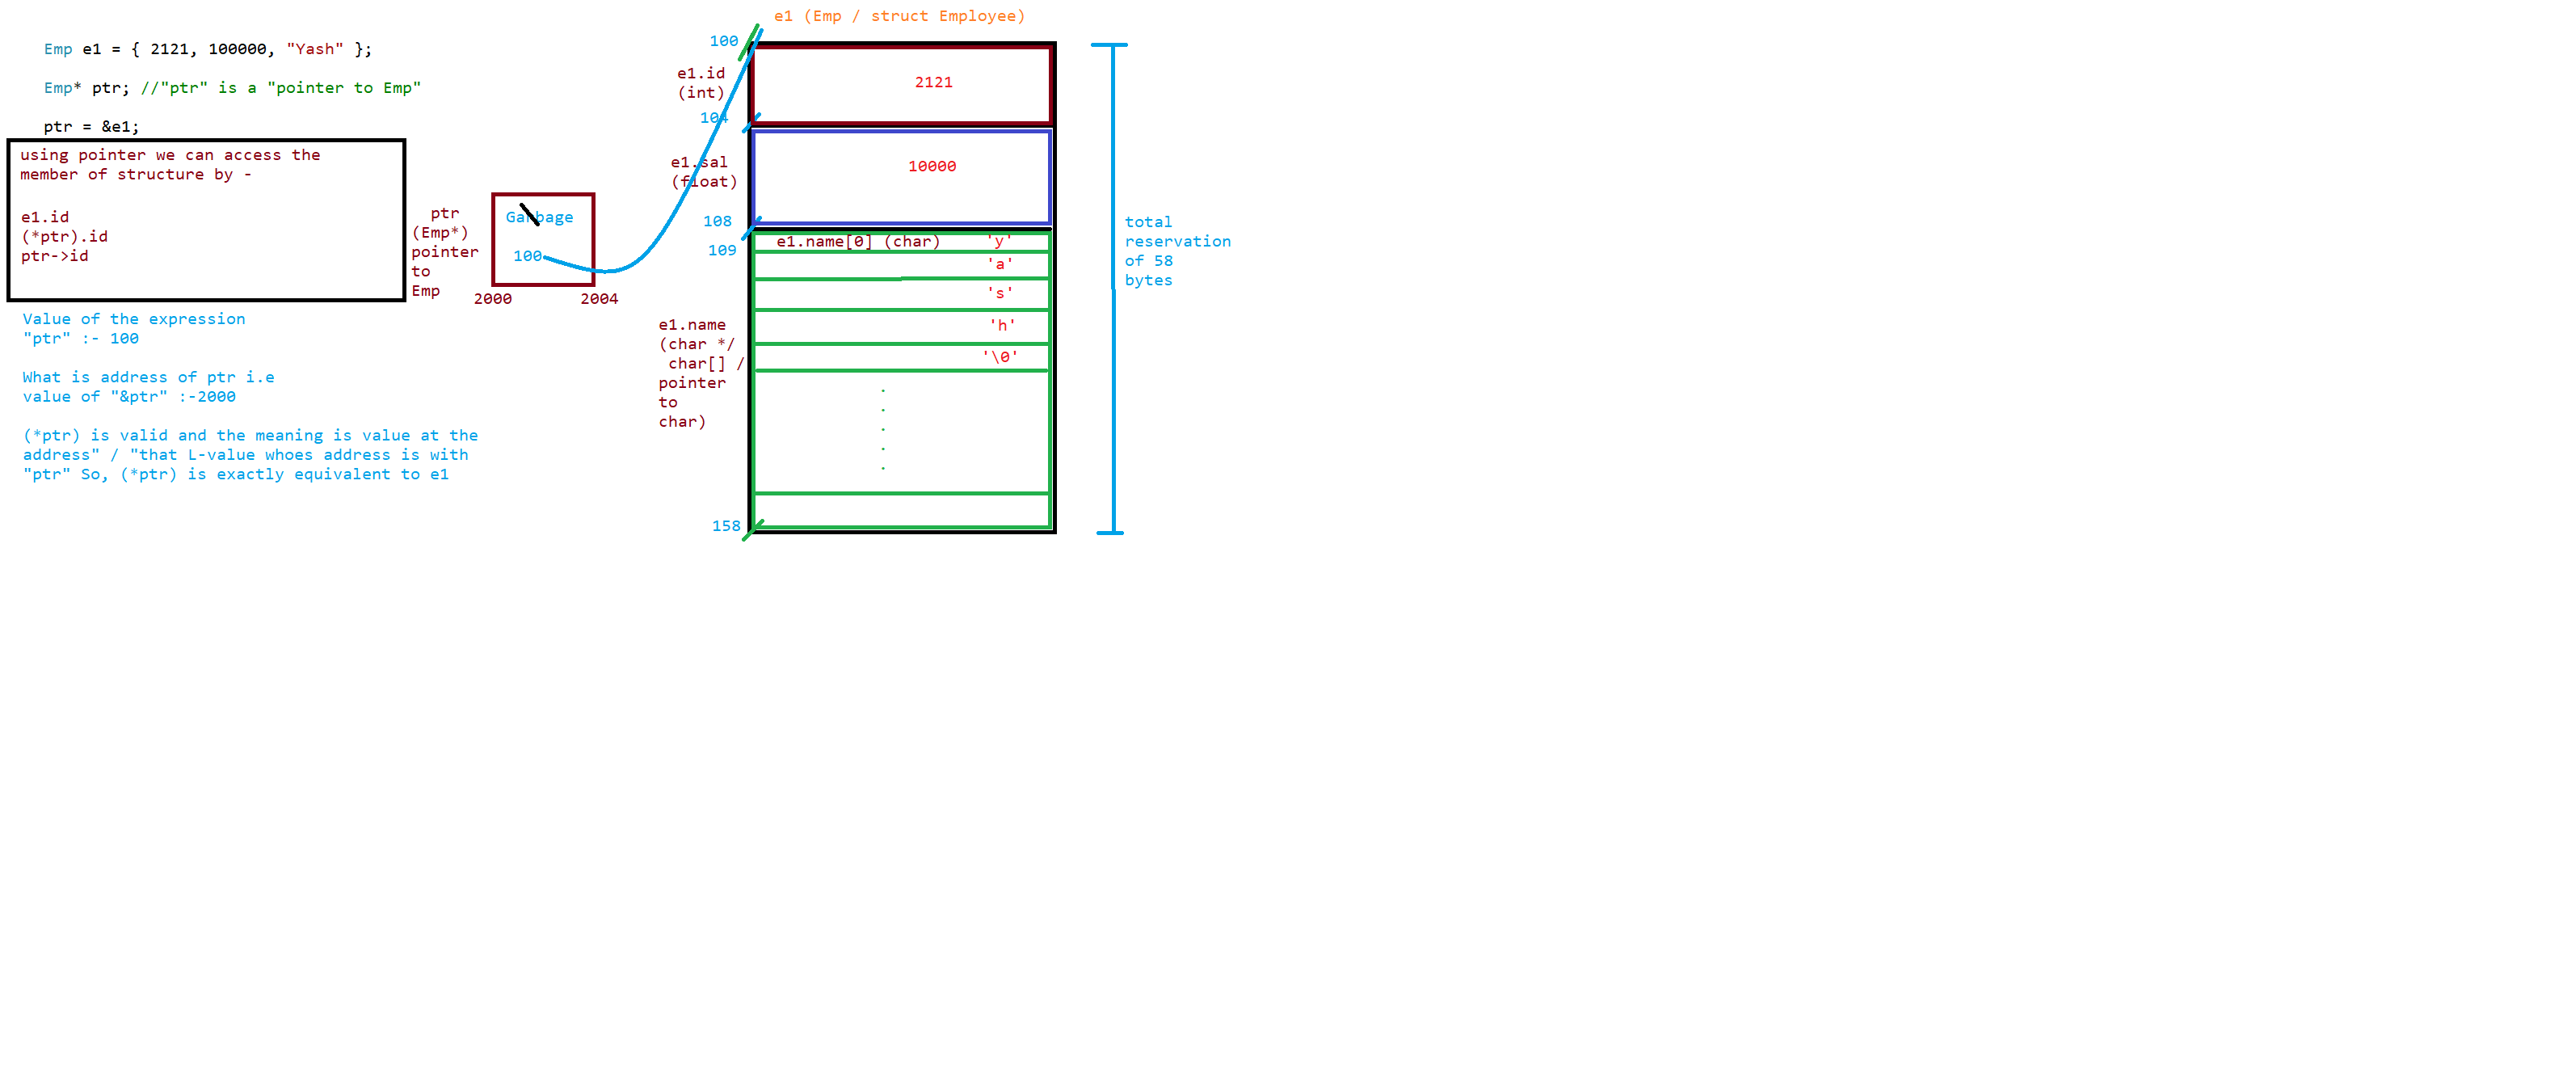 Emp e1 = { 2121, 100000, "Yash" };
Emp* ptr; //"ptr" is a "pointer to Emp"
ptr = &e1;
using pointer we can access the
member of structure by -
e1.id
(*ptr).id
ptr->id
Value of the expression
"ptr" :- 100
What is address of ptr i.e
value of "&ptr" :-2000
(*ptr) is valid and the meaning is value at the
address" / "that L-value whoes address is with
"ptr" So, (*ptr) is exactly equivalent to e1
ptr
(Emp*)
pointer
to
Emp
Garbage
100
2000
2004
e1 (Emp / struct Employee)
100
e1.id
(int)
2121
104
e1.sal
(float)
10000
108
109
e1.name[0] (char)
'y'
'a'
's'
'h'
'\0'
e1.name
(char */
char[] /
pointer
to
char)
.
.
.
.
.
158
total
reservation
of 58
bytes